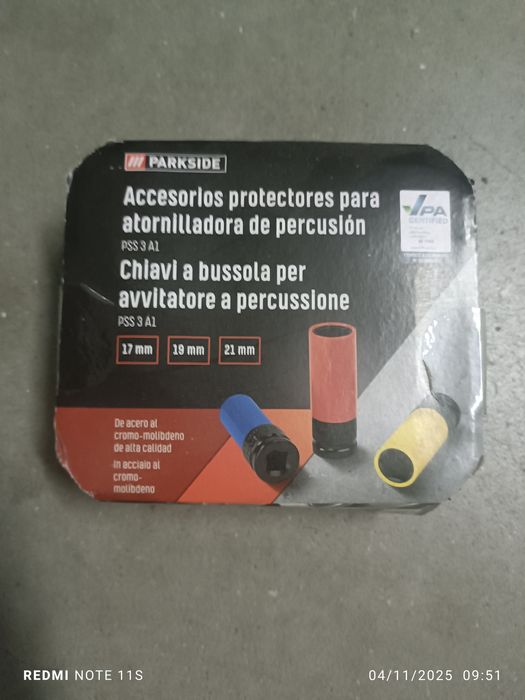 PARKSIDE
Accesorios protectores para
atornilladora de percusión
PSS 3 A1
Chiavi a bussola per
avvitatore a percussione
PSS 3 A1
17 mm 19 mm 21 mm
De acero al
cromo-molibdeno
de alta calidad
In acciaio al
cromo-
molibdeno
VPA
CERTIFIED
REDMI NOTE 11S
04/11/2025 09:51